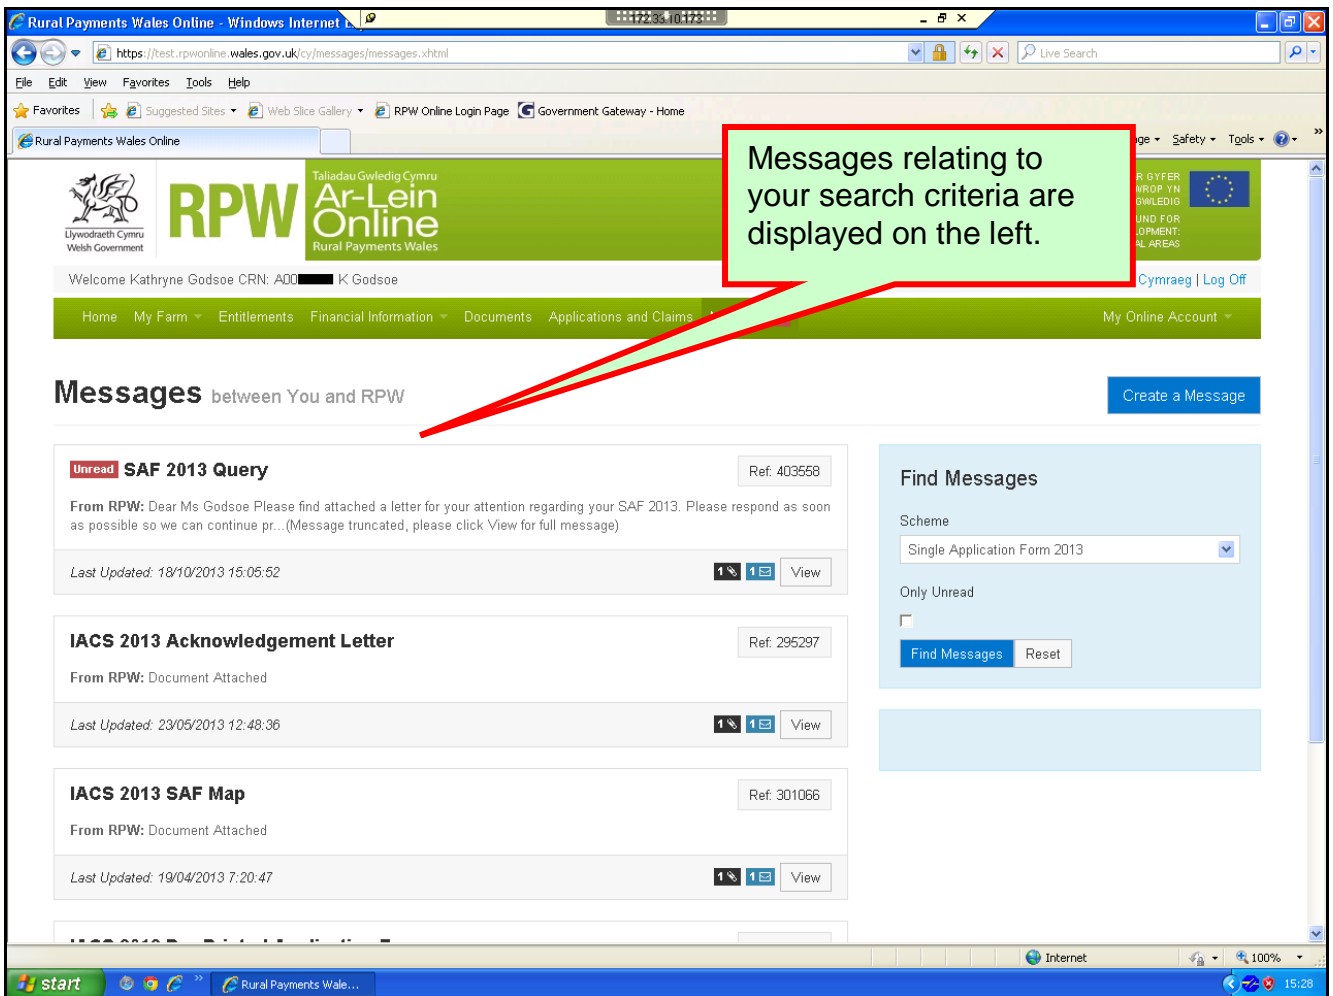 Rural Payments Wales Online - Windows Internet
172.33.10.173
https://test.rpwonline.wales.gov.uk/cy/messages/messages.xhtml
Live Search
File Edit View Favorites Tools Help
Favorites Suggested Sites Web Slice Gallery RPW Online Login Page Government Gateway - Home
Rural Payments Wales Online
Safety Tools
Messages relating to
your search criteria are
displayed on the left.
Llywodraeth Cymru
Welsh Government
RPW
Taliadau Gwledig Cymru
Ar-Lein
Online
Rural Payments Wales
Welcome Kathryne Godsoe CRN: A00 K Godsoe
Cymraeg | Log Off
Home My Farm Entitlements Financial Information Documents Applications and Claims
My Online Account
Messages between You and RPW
Create a Message
Unread SAF 2013 Query
Ref: 403558
From RPW: Dear Ms Godsoe Please find attached a letter for your attention regarding your SAF 2013. Please respond as soon
as possible so we can continue pr...(Message truncated, please click View for full message)
Last Updated: 18/10/2013 15:05:52
1 1 View
IACS 2013 Acknowledgement Letter
Ref: 295297
From RPW: Document Attached
Last Updated: 23/05/2013 12:48:36
1 1 View
IACS 2013 SAF Map
Ref: 301066
From RPW: Document Attached
Last Updated: 19/04/2013 7:20:47
1 1 View
Find Messages
Scheme
Single Application Form 2013
Only Unread
Find Messages Reset
Internet
100%
start
Rural Payments Wale...
15:28